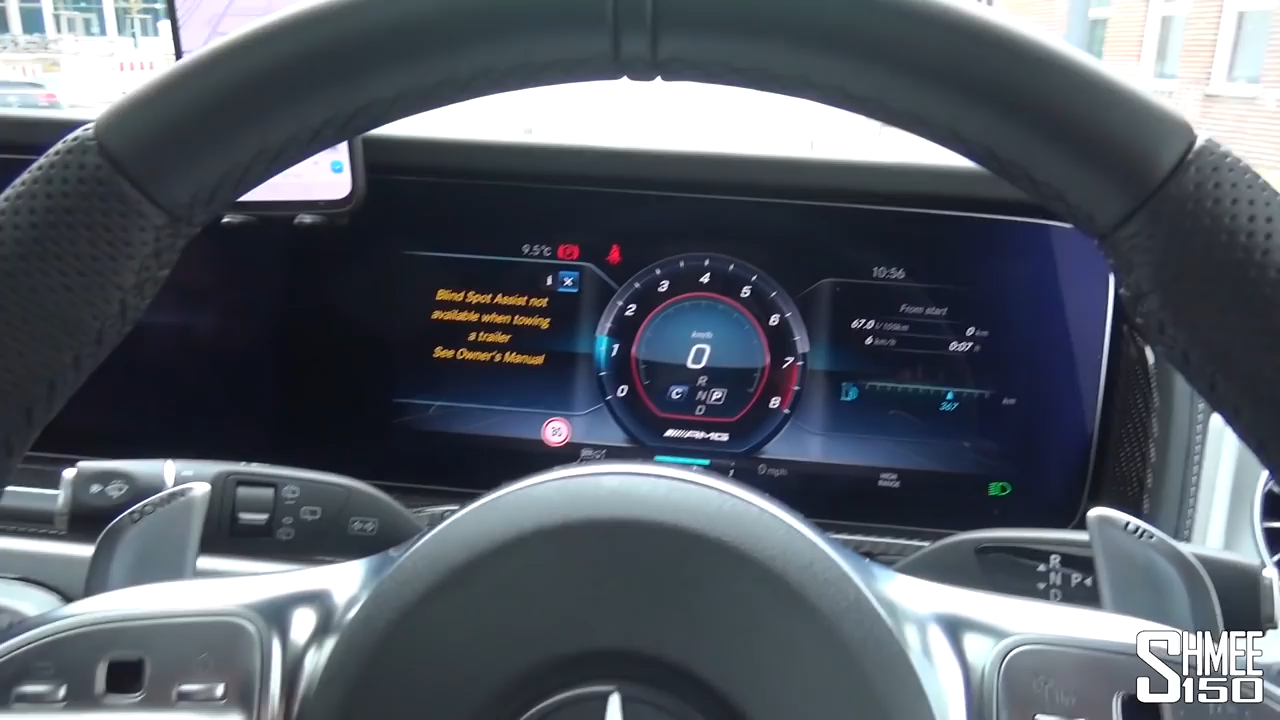 9.5°C
Blind Spot Assist not
available when towing
a trailer
See Owner's Manual
0
1
2
3
4
5
6
7
8
km/h
0
C
R
N P
D
AMG
10:56
From start
67.0 l/100km 0 km
6 km/h 0:07 h
367 km
0 mph
HIGH
RANGE
DOWN
UP
R
N P
D
SHMEE
150